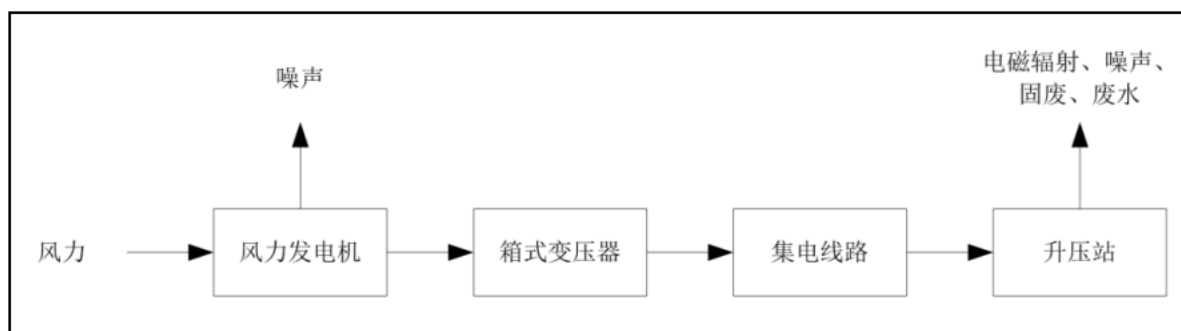 噪声
电磁辐射、噪声、
固废、废水
风力
风力发电机
箱式变压器
集电线路
升压站